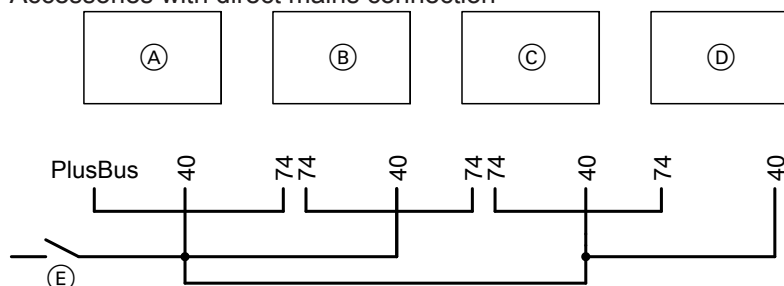 Accessories with direct mains connection
A B C D
PlusBus 40 74 74 40 74 74 40 74 40
E